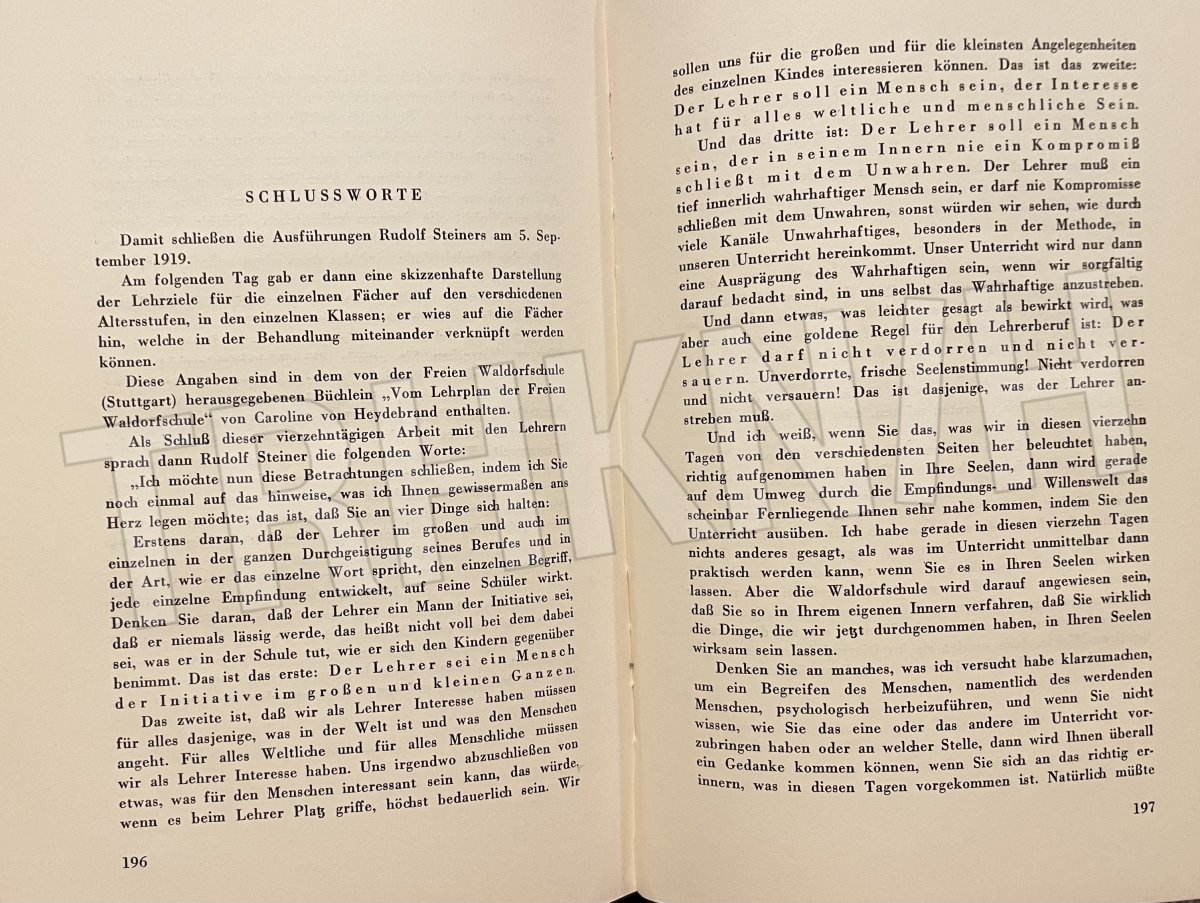 SCHLUSSWORTE
Damit schließen die Ausführungen Rudolf Steiners am 5. Sep-
tember 1919.
Am folgenden Tag gab er dann eine skizzenhafte Darstellung
der Lehrziele für die einzelnen Fächer auf den verschiedenen
Altersstufen, in den einzelnen Klassen; er wies auf die Fächer
hin, welche in der Behandlung miteinander verknüpft werden
können.
Diese Angaben sind in dem von der Freien Waldorfschule
(Stuttgart) herausgegebenen Büchlein „Vom Lehrplan der Freien
Waldorfschule“ von Caroline von Heydebrand enthalten.
Als Schluß dieser vierzehntägigen Arbeit mit den Lehrern
sprach dann Rudolf Steiner die folgenden Worte:
„Ich möchte nun diese Betrachtungen schließen, indem ich Sie
noch einmal auf das hinweise, was ich Ihnen gewissermaßen ans
Herz legen möchte; das ist, daß Sie an vier Dinge sich halten:
Erstens daran, daß der Lehrer im großen und auch im
einzelnen in der ganzen Durchgeistigung seines Berufes und in
der Art, wie er das einzelne Wort spricht, den einzelnen Begriff,
jede einzelne Empfindung entwickelt, auf seine Schüler wirkt.
Denken Sie daran, daß der Lehrer ein Mann der Initiative sei,
daß er niemals lässig werde, das heißt nicht voll bei dem dabei
sei, was er in der Schule tut, wie er sich den Kindern gegenüber
benimmt. Das ist das erste: Der Lehrer sei ein Mensch
der Initiative im großen und kleinen Ganzen.
Das zweite ist, daß wir als Lehrer Interesse haben müssen
für alles dasjenige, was in der Welt ist und was den Menschen
angeht. Für alles Weltliche und für alles Menschliche müssen
wir als Lehrer Interesse haben. Uns irgendwo abzuschließen von
etwas, was für den Menschen interessant sein kann, das würde,
wenn es beim Lehrer Platz griffe, höchst bedauerlich sein. Wir
196
sollen uns für die großen und für die kleinsten Angelegenheiten
des einzelnen Kindes interessieren können. Das ist das zweite:
Der Lehrer soll ein Mensch sein, der Interesse
hat für alles weltliche und menschliche Sein.
Und das dritte ist: Der Lehrer soll ein Mensch
sein, der in seinem Innern nie ein Kompromiß
schließt mit dem Unwahren. Der Lehrer muß ein
tief innerlich wahrhaftiger Mensch sein, er darf nie Kompromisse
schließen mit dem Unwahren, sonst würden wir sehen, wie durch
viele Kanäle Unwahrhaftiges, besonders in der Methode, in
unseren Unterricht hereinkommt. Unser Unterricht wird nur dann
eine Ausprägung des Wahrhaftigen sein, wenn wir sorgfältig
darauf bedacht sind, in uns selbst das Wahrhaftige anzustreben.
Und dann etwas, was leichter gesagt als bewirkt wird, was
aber auch eine goldene Regel für den Lehrerberuf ist: Der
Lehrer darf nicht verdorren und nicht ver-
sauern. Unverdorrte, frische Seelenstimmung! Nicht verdorren
und nicht versauern! Das ist dasjenige, was der Lehrer an-
streben muß.
Und ich weiß, wenn Sie das, was wir in diesen vierzehn
Tagen von den verschiedensten Seiten her beleuchtet haben,
richtig aufgenommen haben in Ihre Seelen, dann wird gerade
auf dem Umweg durch die Empfindungs- und Willenswelt das
scheinbar Fernliegende Ihnen sehr nahe kommen, indem Sie den
Unterricht ausüben. Ich habe gerade in diesen vierzehn Tagen
nichts anderes gesagt, als was im Unterricht unmittelbar dann
praktisch werden kann, wenn Sie es in Ihren Seelen wirken
lassen. Aber die Waldorfschule wird darauf angewiesen sein,
daß Sie so in Ihrem eigenen Innern verfahren, daß Sie wirklich
die Dinge, die wir jetzt durchgenommen haben, in Ihren Seelen
wirksam sein lassen.
Denken Sie an manches, was ich versucht habe klarzumachen,
um ein Begreifen des Menschen, namentlich des werdenden
Menschen, psychologisch herbeizuführen, und wenn Sie nicht
wissen, wie Sie das eine oder das andere im Unterricht vor-
zubringen haben oder an welcher Stelle, dann wird Ihnen überall
ein Gedanke kommen können, wenn Sie sich an das richtig er-
innern, was in diesen Tagen vorgekommen ist. Natürlich müßte
197